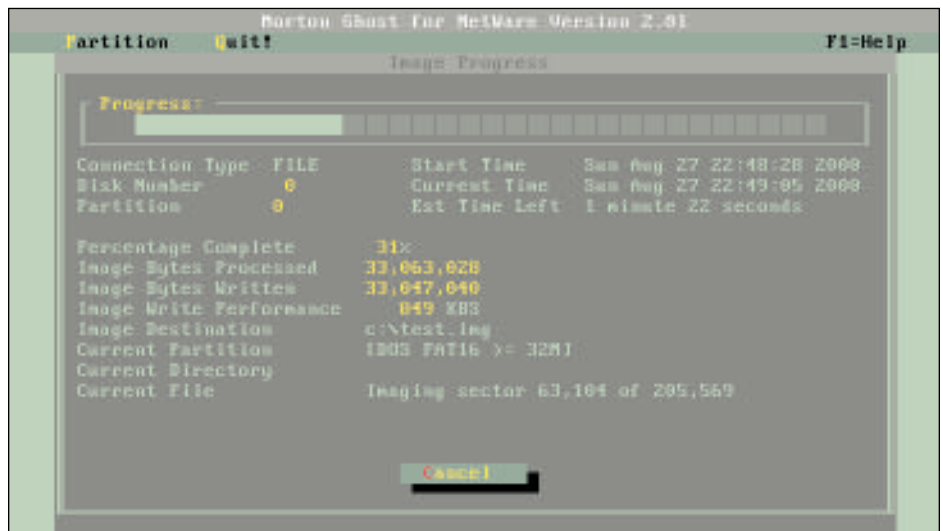 Norton Ghost for NetWare Version 2.01
Partition Quit! F1=Help
Image Progress
Progress:
Connection Type FILE Start Time Sun Aug 27 22:48:28 2000
Disk Number 0 Current Time Sun Aug 27 22:49:05 2000
Partition 0 Est Time Left 1 minute 22 seconds
Percentage Complete 31%
Image Bytes Processed 33,063,028
Image Bytes Written 33,047,040
Image Write Performance 849 KBS
Image Destination c:\test.img
Current Partition [DOS FAT16 >= 32M]
Current Directory
Current File Imaging sector 63,104 of 205,569
Cancel